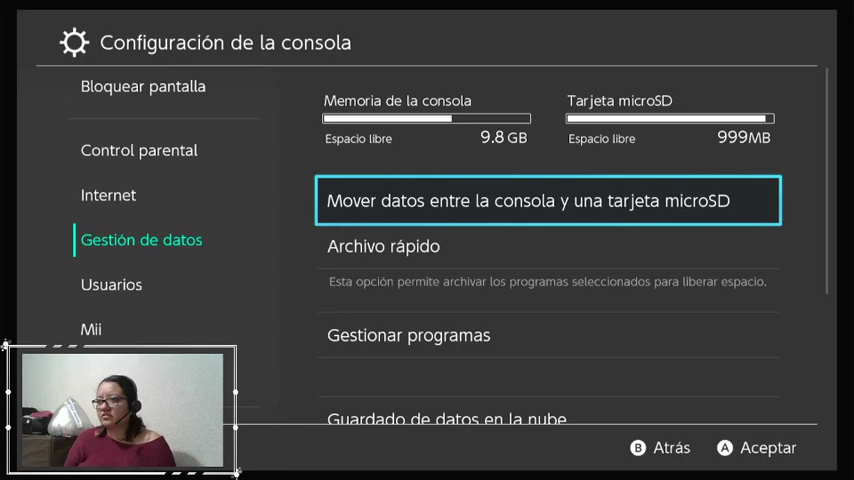 Configuración de la consola
Bloquear pantalla
Control parental
Internet
Gestión de datos
Usuarios
Mii
Memoria de la consola
Espacio libre 9.8 GB
Tarjeta microSD
Espacio libre 999MB
Mover datos entre la consola y una tarjeta microSD
Archivo rápido
Esta opción permite archivar los programas seleccionados para liberar espacio.
Gestionar programas
Guardado de datos en la nube
B Atrás
A Aceptar